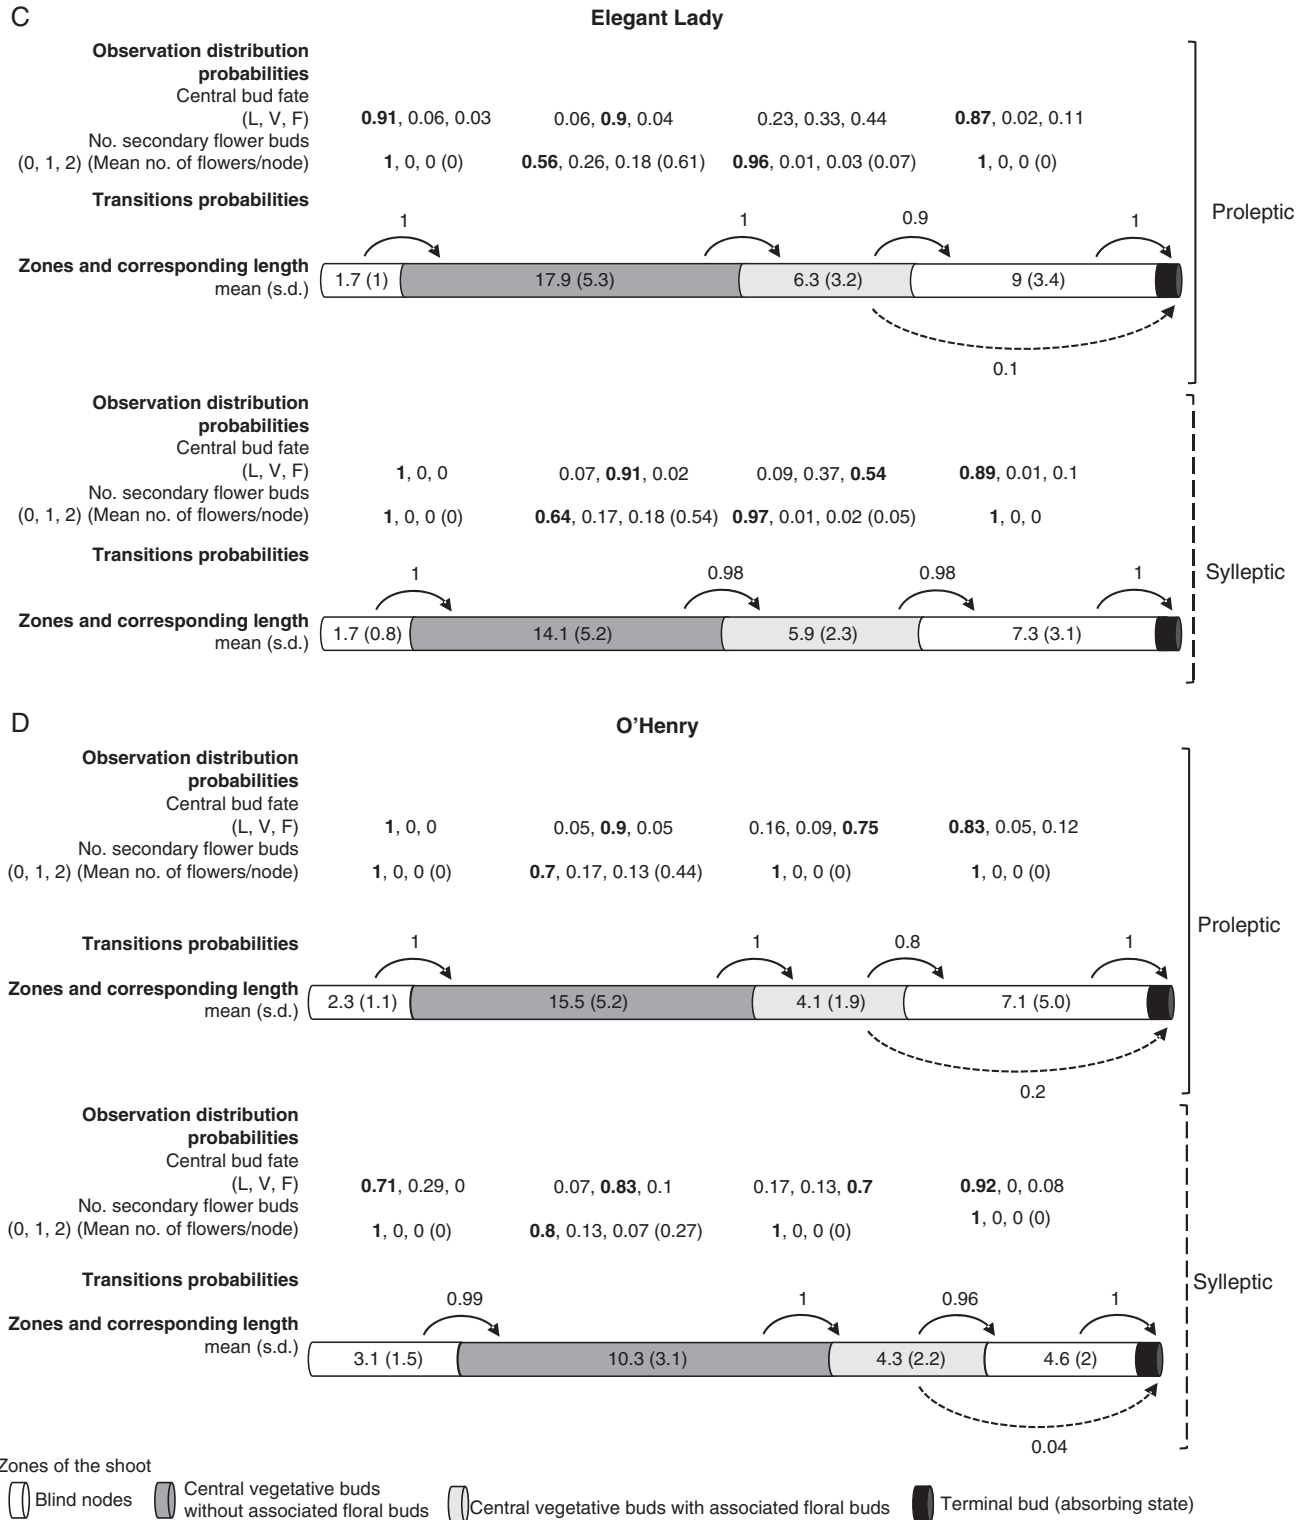 C
Elegant Lady
Observation distribution
probabilities
Central bud fate
(L, V, F) 0.91, 0.06, 0.03 0.06, 0.9, 0.04 0.23, 0.33, 0.44 0.87, 0.02, 0.11
No. secondary flower buds
(0, 1, 2) (Mean no. of flowers/node) 1, 0, 0 (0) 0.56, 0.26, 0.18 (0.61) 0.96, 0.01, 0.03 (0.07) 1, 0, 0 (0)
Transitions probabilities
1 1 0.9 1
Proleptic
Zones and corresponding length
mean (s.d.)
1.7 (1) 17.9 (5.3) 6.3 (3.2) 9 (3.4)
0.1
Observation distribution
probabilities
Central bud fate
(L, V, F) 1, 0, 0 0.07, 0.91, 0.02 0.09, 0.37, 0.54 0.89, 0.01, 0.1
No. secondary flower buds
(0, 1, 2) (Mean no. of flowers/node) 1, 0, 0 (0) 0.64, 0.17, 0.18 (0.54) 0.97, 0.01, 0.02 (0.05) 1, 0, 0
Transitions probabilities
1 0.98 0.98 1
Sylleptic
Zones and corresponding length
mean (s.d.)
1.7 (0.8) 14.1 (5.2) 5.9 (2.3) 7.3 (3.1)
D
O'Henry
Observation distribution
probabilities
Central bud fate
(L, V, F) 1, 0, 0 0.05, 0.9, 0.05 0.16, 0.09, 0.75 0.83, 0.05, 0.12
No. secondary flower buds
(0, 1, 2) (Mean no. of flowers/node) 1, 0, 0 (0) 0.7, 0.17, 0.13 (0.44) 1, 0, 0 (0) 1, 0, 0 (0)
Proleptic
Transitions probabilities
1 1 0.8 1
Zones and corresponding length
mean (s.d.)
2.3 (1.1) 15.5 (5.2) 4.1 (1.9) 7.1 (5.0)
0.2
Observation distribution
probabilities
Central bud fate
(L, V, F) 0.71, 0.29, 0 0.07, 0.83, 0.1 0.17, 0.13, 0.7 0.92, 0, 0.08
No. secondary flower buds
(0, 1, 2) (Mean no. of flowers/node) 1, 0, 0 (0) 0.8, 0.13, 0.07 (0.27) 1, 0, 0 (0) 1, 0, 0 (0)
Transitions probabilities
Sylleptic
0.99 1 0.96 1
Zones and corresponding length
mean (s.d.)
3.1 (1.5) 10.3 (3.1) 4.3 (2.2) 4.6 (2)
0.04
Zones of the shoot
Blind nodes
Central vegetative buds
without associated floral buds
Central vegetative buds with associated floral buds
Terminal bud (absorbing state)